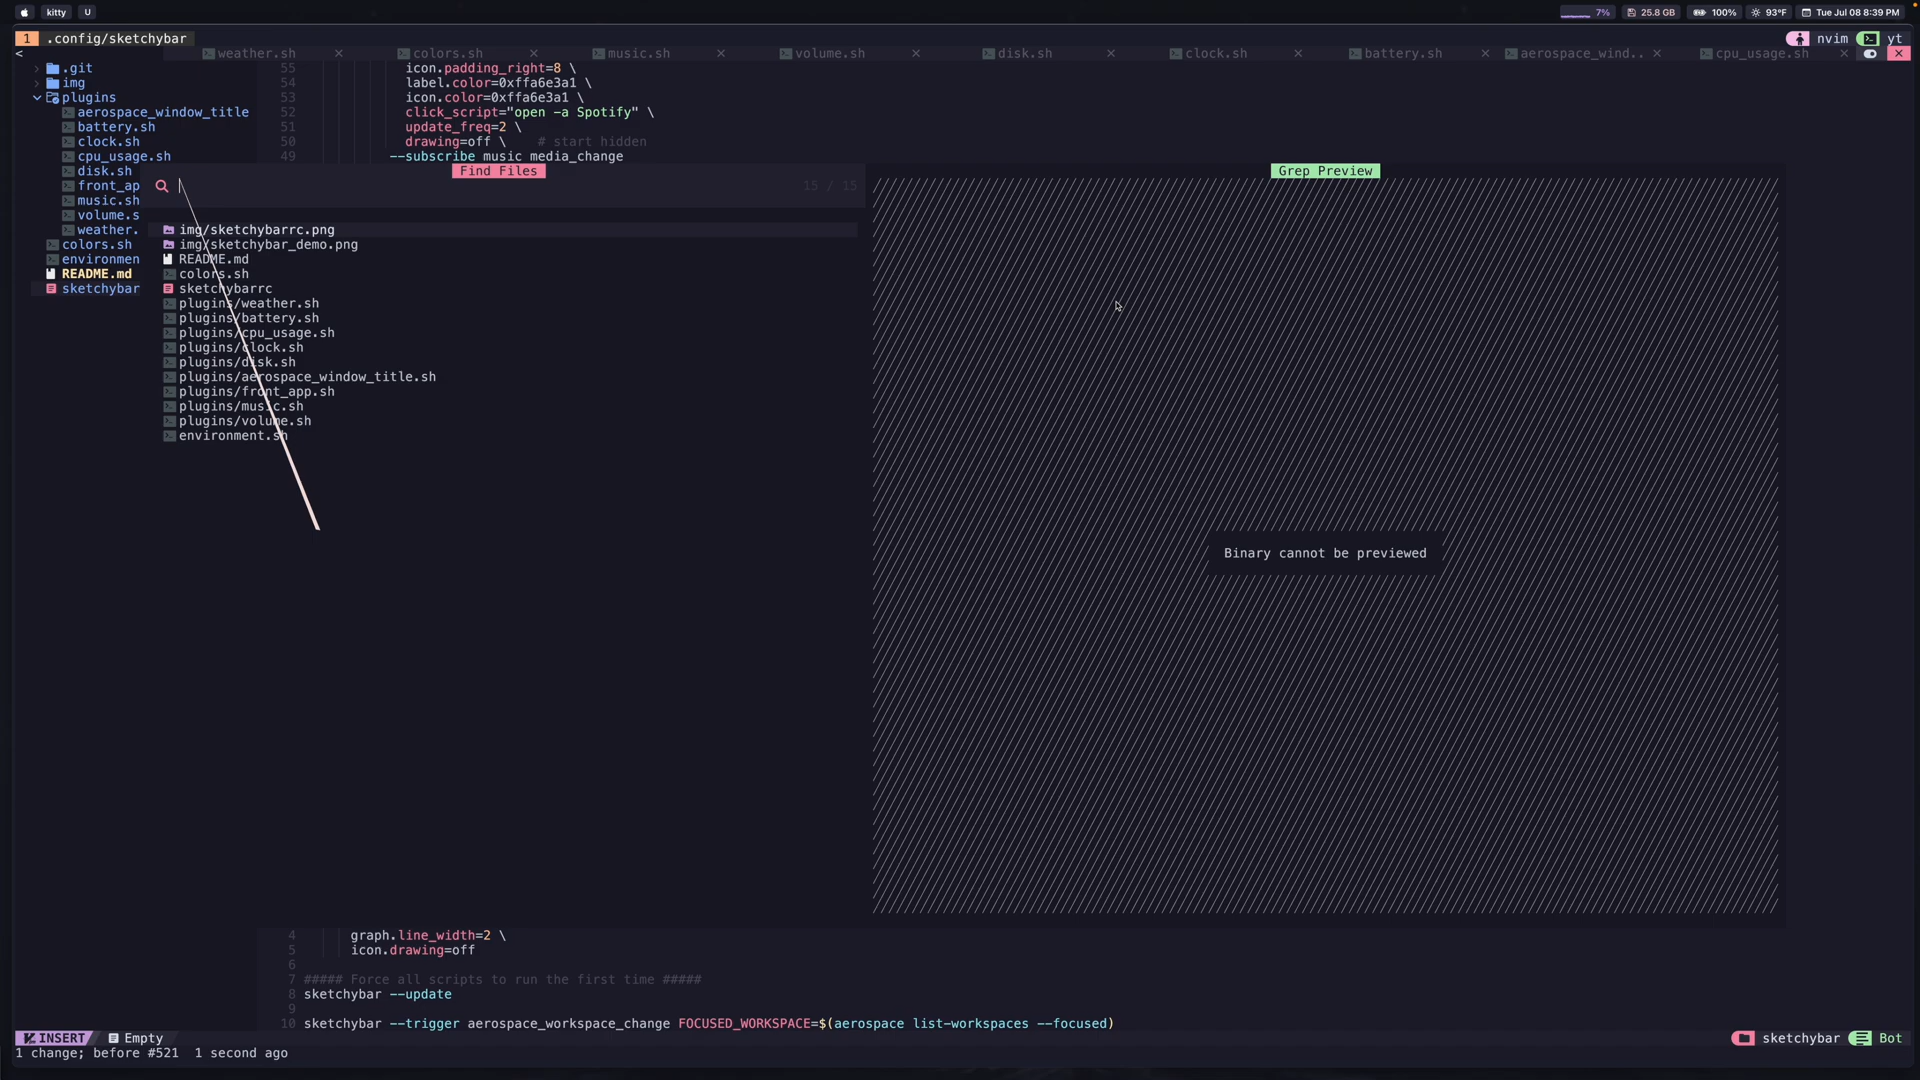 kitty U 7% 25.8 GB 100% 93°F Tue Jul 08 8:39 PM
1 .config/sketchybar nvim yt
< weather.sh × colors.sh × music.sh × volume.sh × disk.sh × clock.sh × battery.sh × aerospace_wind.. × cpu_usage.sh ×
.git
img
plugins
aerospace_window_title
battery.sh
clock.sh
cpu_usage.sh
disk.sh
front_ap
music.sh
volume.s
weather.
colors.sh
environmen
README.md
sketchybar
55 icon.padding_right=8 \
54 label.color=0xffa6e3a1 \
53 icon.color=0xffa6e3a1 \
52 click_script="open -a Spotify" \
51 update_freq=2 \
50 drawing=off \ # start hidden
49 --subscribe music media_change
Find Files
15 / 15
img/sketchybarrc.png
img/sketchybar_demo.png
README.md
colors.sh
sketchybarrc
plugins/weather.sh
plugins/battery.sh
plugins/cpu_usage.sh
plugins/clock.sh
plugins/disk.sh
plugins/aerospace_window_title.sh
plugins/front_app.sh
plugins/music.sh
plugins/volume.sh
environment.sh
Grep Preview
Binary cannot be previewed
4 graph.line_width=2 \
5 icon.drawing=off
6
7 ##### Force all scripts to run the first time #####
8 sketchybar --update
9
10 sketchybar --trigger aerospace_workspace_change FOCUSED_WORKSPACE=$(aerospace list-workspaces --focused)
INSERT Empty sketchybar Bot
1 change; before #521 1 second ago